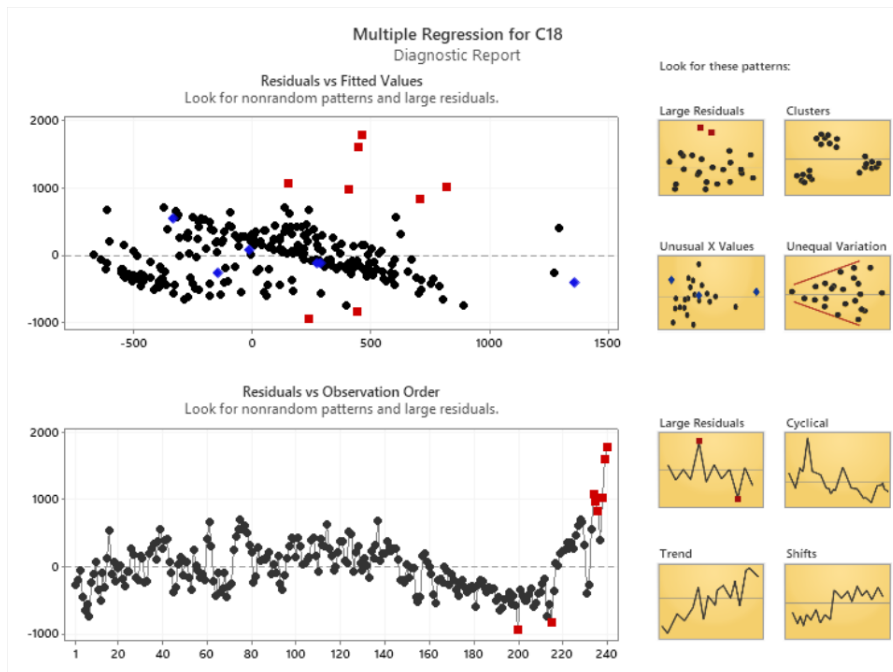 Multiple Regression for C18
Diagnostic Report
Residuals vs Fitted Values
Look for nonrandom patterns and large residuals.
2000
1000
0
-1000
-500
0
500
1000
1500
Residuals vs Observation Order
Look for nonrandom patterns and large residuals.
2000
1000
0
-1000
1
20
40
60
80
100
120
140
160
180
200
220
240
Look for these patterns:
Large Residuals
Clusters
Unusual X Values
Unequal Variation
Large Residuals
Cyclical
Trend
Shifts